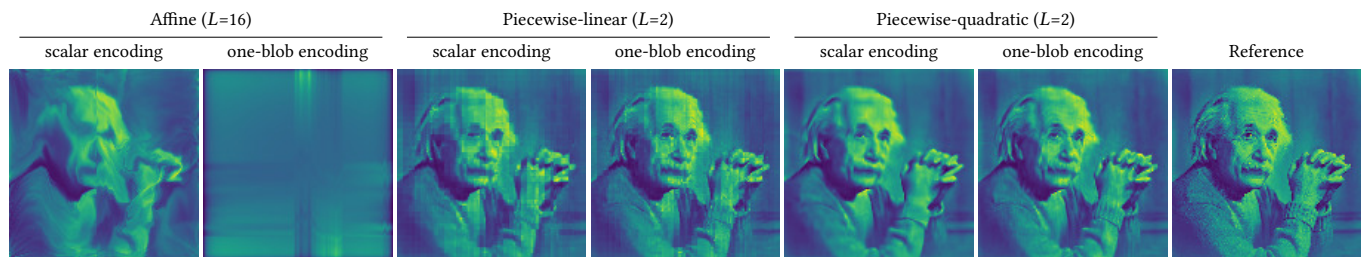 Affine (L=16) Piecewise-linear (L=2) Piecewise-quadratic (L=2)
scalar encoding one-blob encoding scalar encoding one-blob encoding scalar encoding one-blob encoding Reference